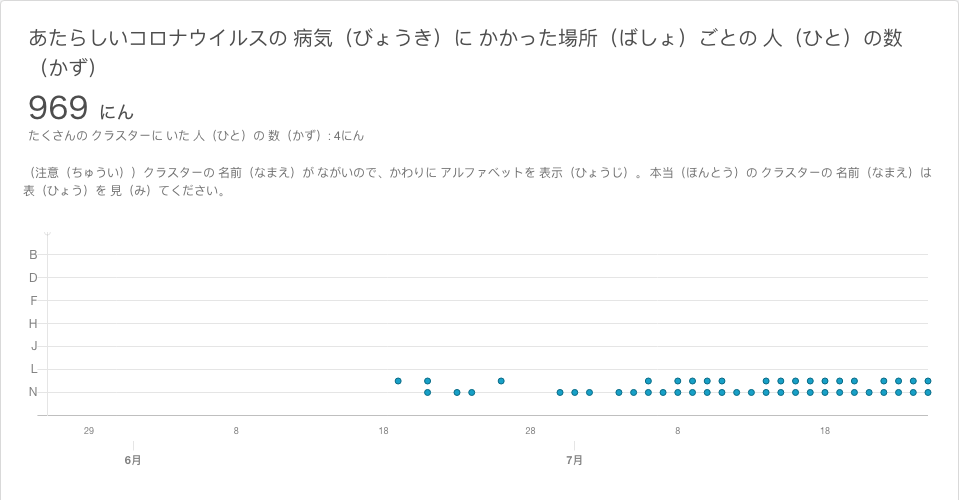 あたらしいコロナウイルスの 病気（びょうき）に かかった場所（ばしょ）ごとの 人（ひと）の数
（かず）
969 にん
たくさんの クラスターに いた 人（ひと）の 数（かず）: 4にん
（注意（ちゅうい））クラスターの 名前（なまえ）が ながいので、かわりに アルファベットを 表示（ひょうじ）。 本当（ほんとう）の クラスターの 名前（なまえ）は
表（ひょう）を 見（み）てください。
B
D
F
H
J
L
N
29 8 18 28 8 18
6月 7月